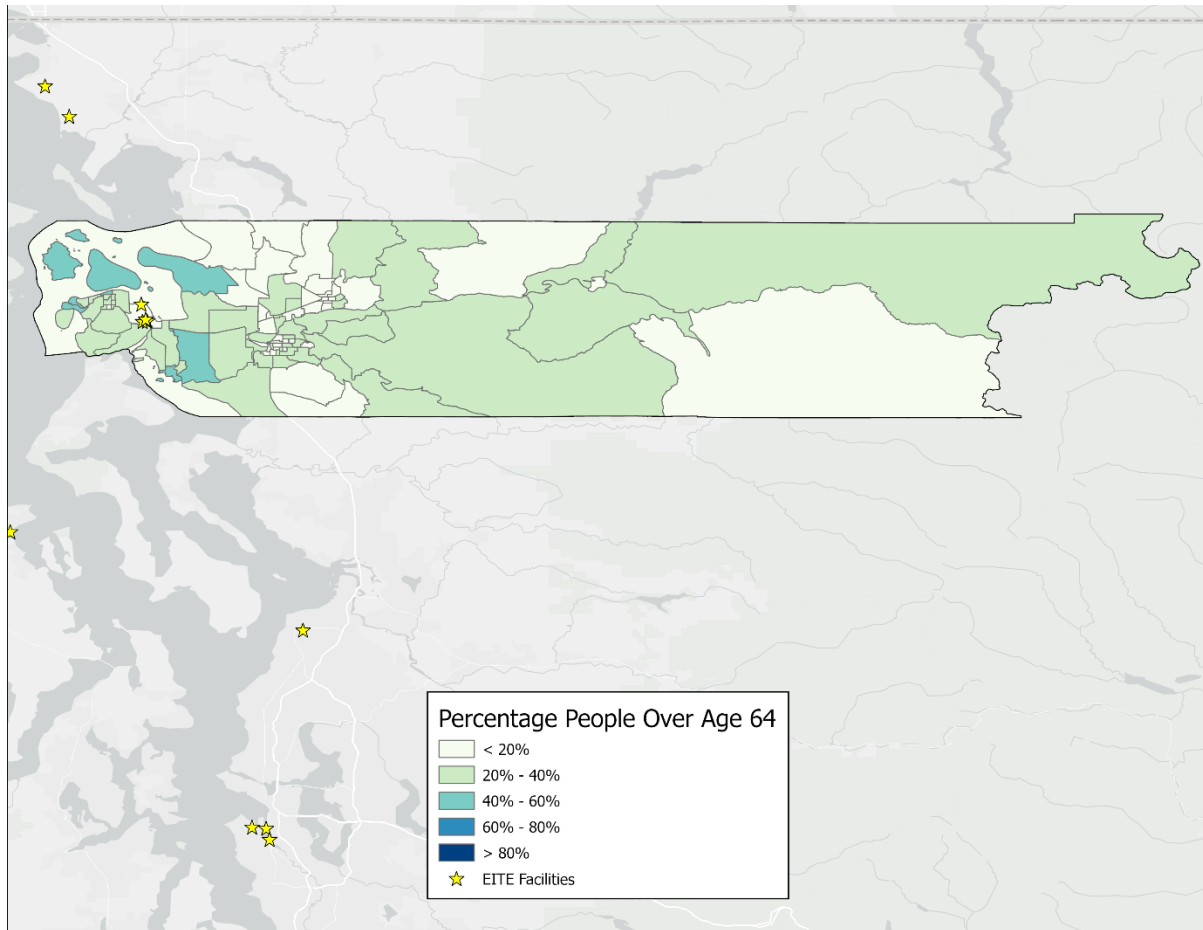 Percentage People Over Age 64
< 20%
20% - 40%
40% - 60%
60% - 80%
> 80%
EITE Facilities